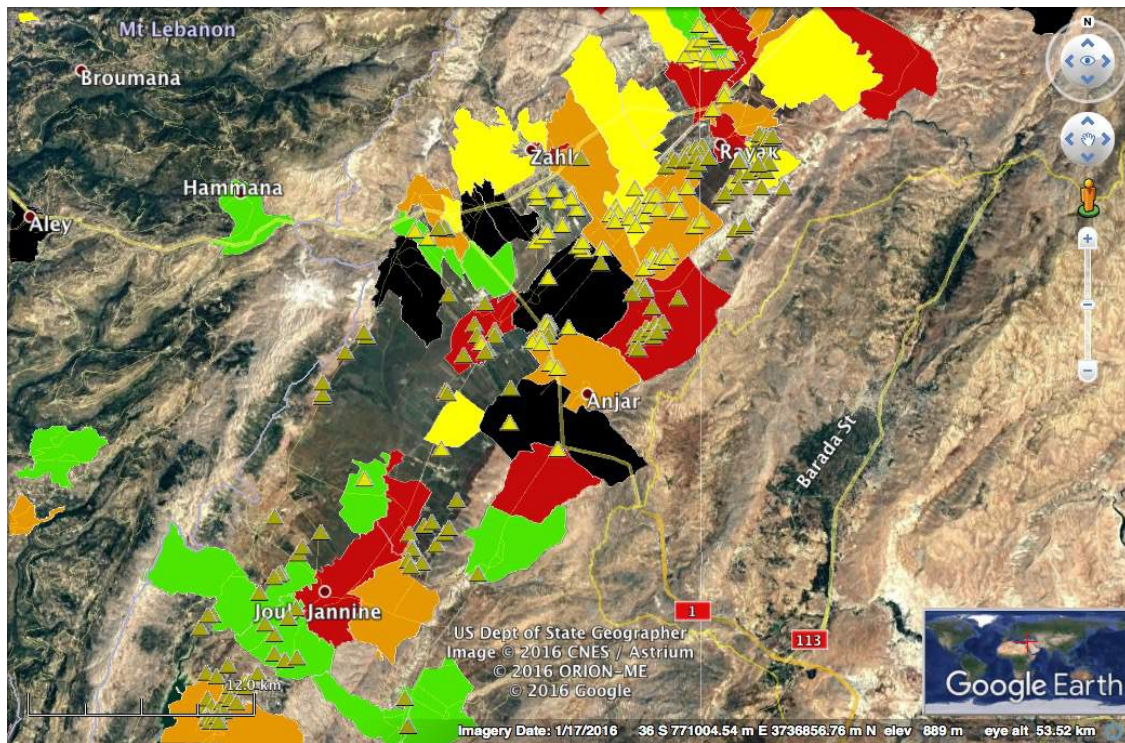 Mt Lebanon
N
Broumana
Zahl
Rayak
Hammana
Aley
Anjar
Barada St
Joub Jannine
1
113
US Dept of State Geographer
Image © 2016 CNES / Astrium
© 2016 ORION-ME
© 2016 Google
12.0 km
Google Earth
Imagery Date: 1/17/2016 36 S 771004.54 m E 3736856.76 m N elev 889 m eye alt 53.52 km